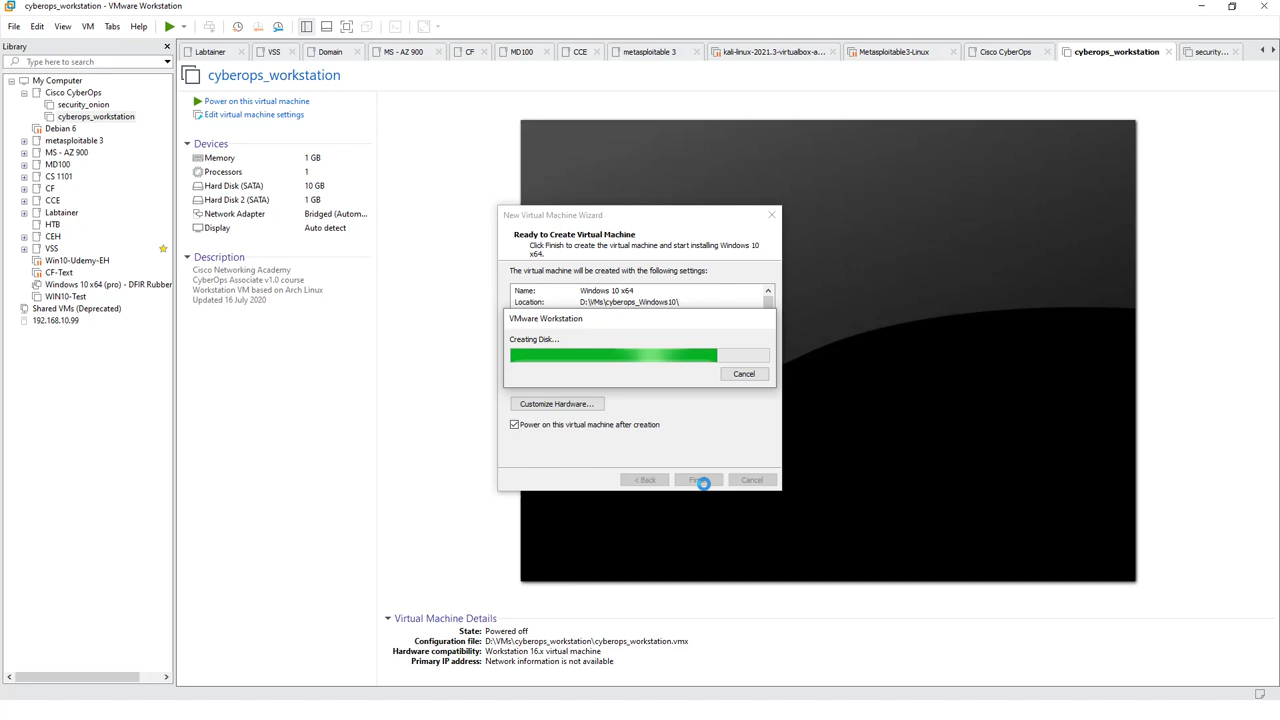 cyberops_workstation - VMware Workstation
File Edit View VM Tabs Help
Library
Type here to search
My Computer
Cisco CyberOps
security_onion
cyberops_workstation
Debian 6
metasploitable 3
MS - AZ 900
MD100
CS 1101
CF
CCE
Labtainer
HTB
CEH
VSS
Win10-Udemy-EH
CF-Text
Windows 10 x64 (pro) - DFIR Rubber
WIN10-Test
Shared VMs (Deprecated)
192.168.10.99
Labtainer VSS Domain MS - AZ 900 CF MD100 CCE metasploitable 3 kali-linux-2021.3-virtualbox-a... Metasploitable3-Linux Cisco CyberOps cyberops_workstation security...
cyberops_workstation
Power on this virtual machine
Edit virtual machine settings
Devices
Memory 1 GB
Processors 1
Hard Disk (SATA) 10 GB
Hard Disk 2 (SATA) 1 GB
Network Adapter Bridged (Autom...
Display Auto detect
Description
Cisco Networking Academy
CyberOps Associate v1.0 course
Workstation VM based on Arch Linux
Updated 16 July 2020
New Virtual Machine Wizard
Ready to Create Virtual Machine
Click Finish to create the virtual machine and start installing Windows 10
x64.
The virtual machine will be created with the following settings:
Name: Windows 10 x64
Location: D:\VMs\cyberops_Windows10\
VMware Workstation
Creating Disk...
Cancel
Customize Hardware...
Power on this virtual machine after creation
< Back Cancel
Virtual Machine Details
State: Powered off
Configuration file: D:\VMs\cyberops_workstation\cyberops_workstation.vmx
Hardware compatibility: Workstation 16.x virtual machine
Primary IP address: Network information is not available